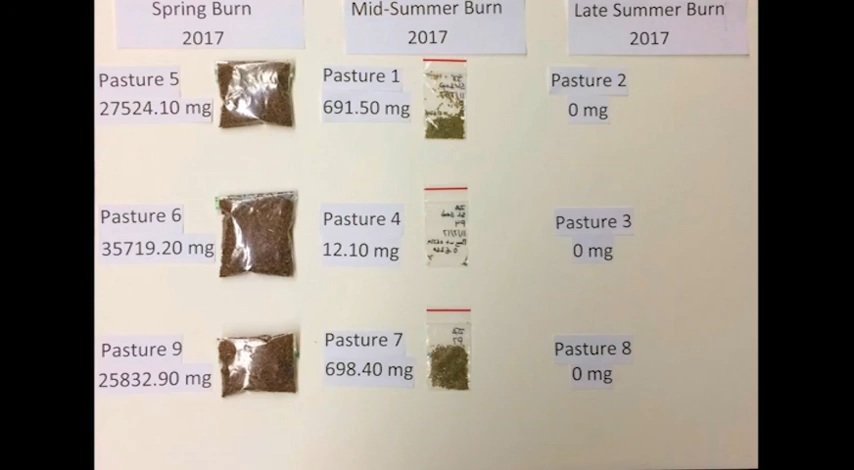 Spring Burn
2017
Mid-Summer Burn
2017
Late Summer Burn
2017
Pasture 5
27524.10 mg
Pasture 1
691.50 mg
Pasture 2
0 mg
Pasture 6
35719.20 mg
Pasture 4
12.10 mg
Pasture 3
0 mg
Pasture 9
25832.90 mg
Pasture 7
698.40 mg
Pasture 8
0 mg